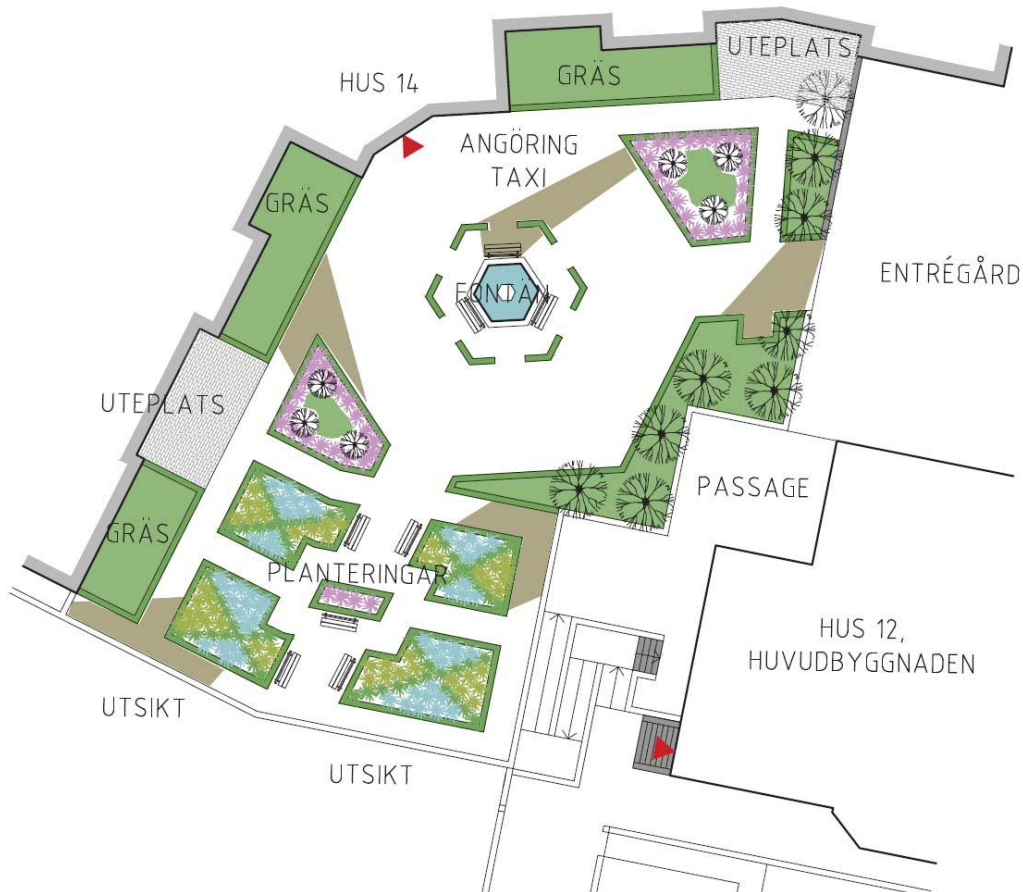 UTEPLATS
GRÄS
HUS 14
ANGÖRING
TAXI
GRÄS
ENTRÉGÅRD
FONTÄN
UTEPLATS
PASSAGE
GRÄS
PLANTERINGAR
HUS 12,
HUVUDBYGGNADEN
UTSIKT
UTSIKT